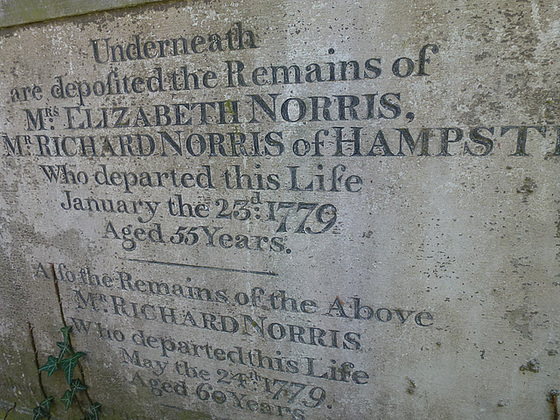 Underneath
are depoſited the Remains of
Mrs. ELIZABETH NORRIS,
Mr. RICHARD NORRIS of HAMPST
Who departed this Life
January the 23d: 1779
Aged 55 Years.
Alſo the Remains of the Above
Mr. RICHARD NORRIS
Who departed this Life
May the 24th 1779.
Aged 60 Years